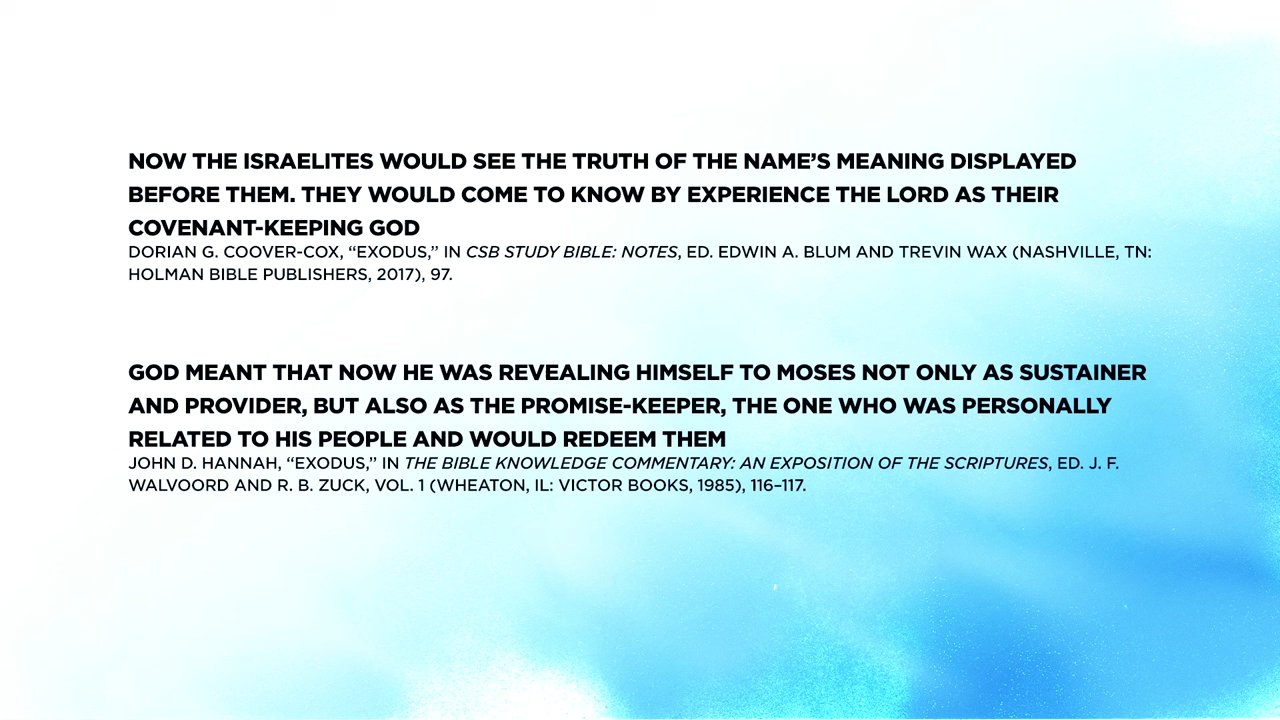 NOW THE ISRAELITES WOULD SEE THE TRUTH OF THE NAME’S MEANING DISPLAYED
BEFORE THEM. THEY WOULD COME TO KNOW BY EXPERIENCE THE LORD AS THEIR
COVENANT-KEEPING GOD
DORIAN G. COOVER-COX, “EXODUS,” IN CSB STUDY BIBLE: NOTES, ED. EDWIN A. BLUM AND TREVIN WAX (NASHVILLE, TN:
HOLMAN BIBLE PUBLISHERS, 2017), 97.
GOD MEANT THAT NOW HE WAS REVEALING HIMSELF TO MOSES NOT ONLY AS SUSTAINER
AND PROVIDER, BUT ALSO AS THE PROMISE-KEEPER, THE ONE WHO WAS PERSONALLY
RELATED TO HIS PEOPLE AND WOULD REDEEM THEM
JOHN D. HANNAH, “EXODUS,” IN THE BIBLE KNOWLEDGE COMMENTARY: AN EXPOSITION OF THE SCRIPTURES, ED. J. F.
WALVOORD AND R. B. ZUCK, VOL. 1 (WHEATON, IL: VICTOR BOOKS, 1985), 116–117.